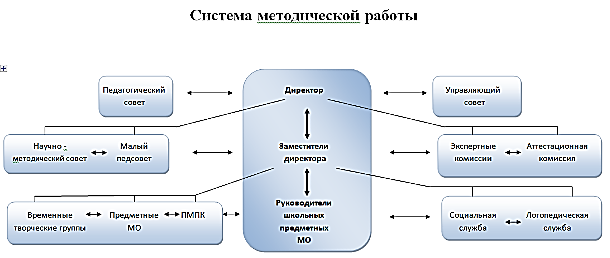 Система методической работы
Педагогический
совет
Директор
Управляющий
совет
Научно -
методический совет
Малый
педсовет
Заместители
директора
Экспертные
комиссии
Аттестационная
комиссия
Временные
творческие группы
Предметные
МО
ПМПК
Руководители
школьных
предметных
МО
Социальная
служба
Логопедическая
служба